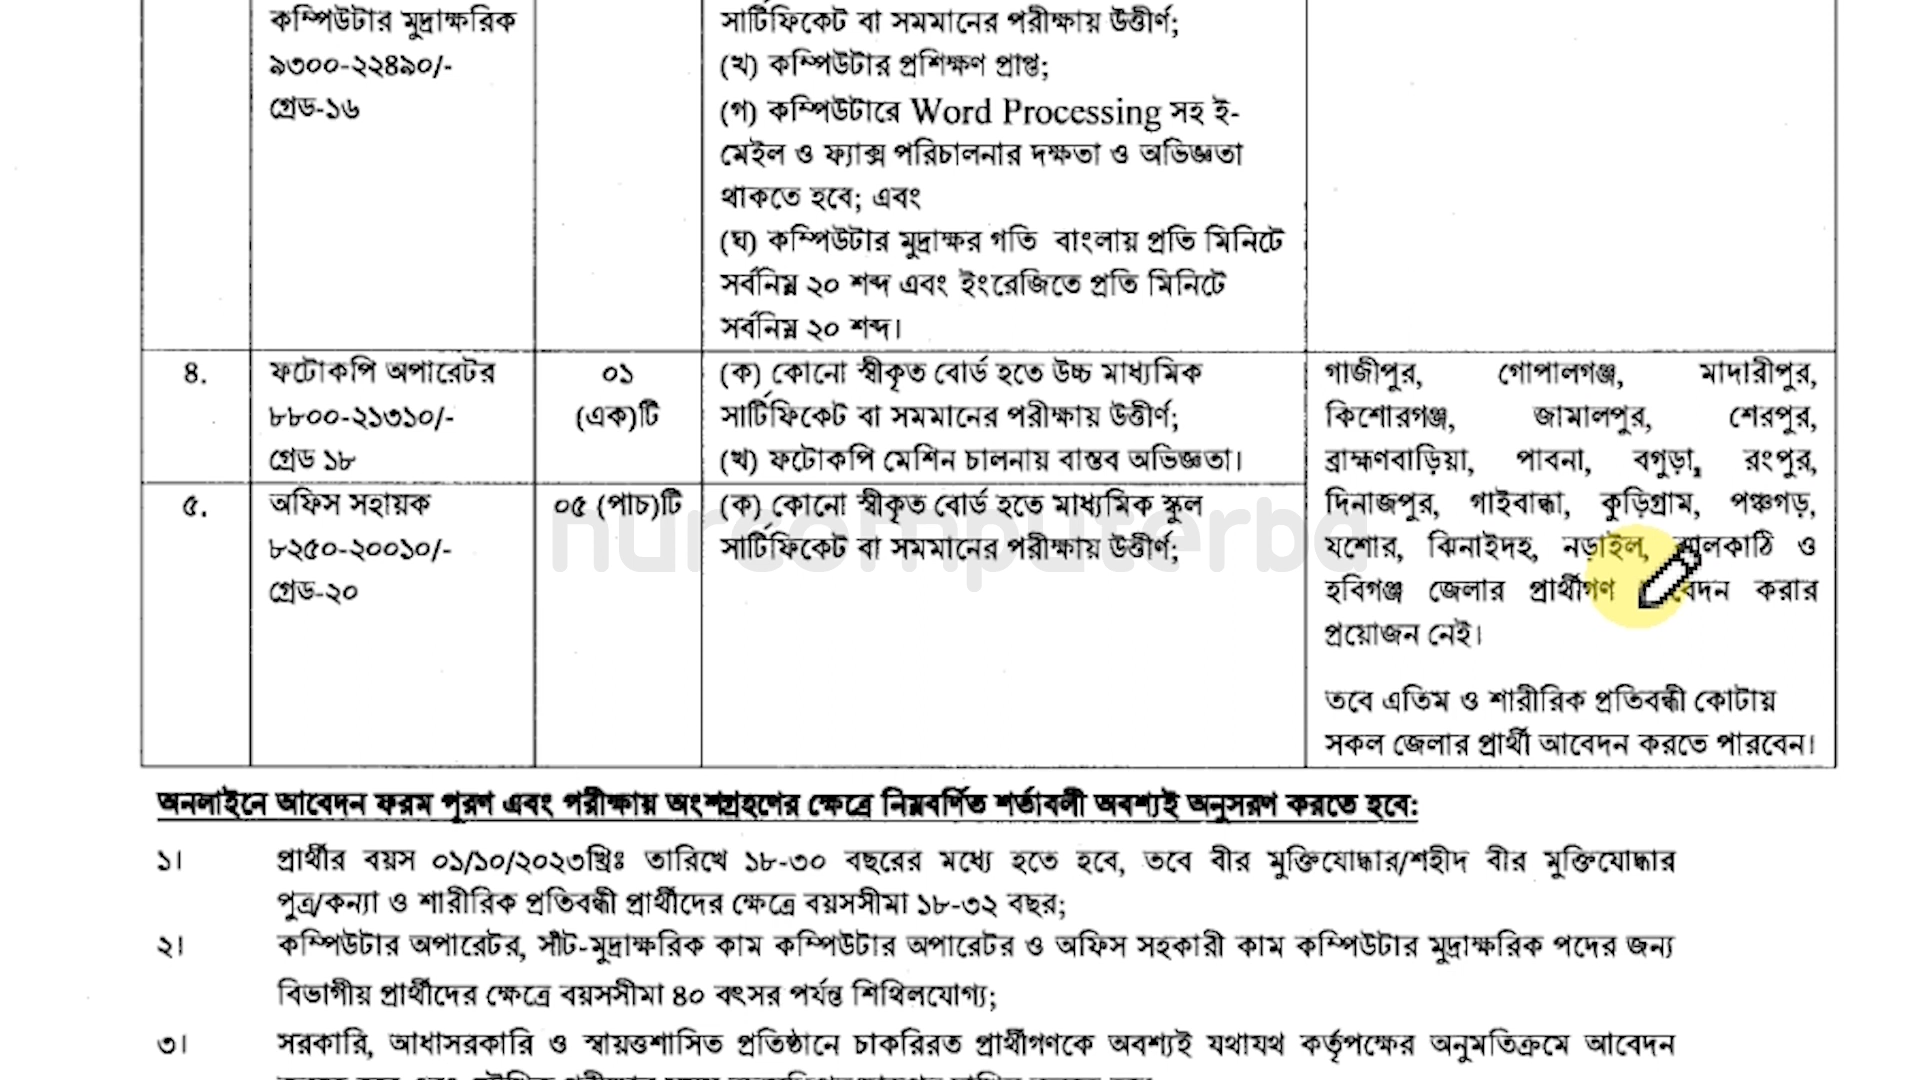 কম্পিউটার মুদ্রাক্ষরিক
৯৩০০-২২৪৯০/-
গ্রেড-১৬
সার্টিফিকেট বা সমমানের পরীক্ষায় উত্তীর্ণ;
(খ) কম্পিউটার প্রশিক্ষণ প্রাপ্ত;
(গ) কম্পিউটারে Word Processing সহ ই-
মেইল ও ফ্যাক্স পরিচালনার দক্ষতা ও অভিজ্ঞতা
থাকতে হবে; এবং
(ঘ) কম্পিউটার মুদ্রাক্ষর গতি বাংলায় প্রতি মিনিটে
সর্বনিম্ন ২০ শব্দ এবং ইংরেজিতে প্রতি মিনিটে
সর্বনিম্ন ২০ শব্দ।
৪.
ফটোকপি অপারেটর
৮৮০০-২১৩১০/-
গ্রেড ১৮
০১
(এক)টি
(ক) কোনো স্বীকৃত বোর্ড হতে উচ্চ মাধ্যমিক
সার্টিফিকেট বা সমমানের পরীক্ষায় উত্তীর্ণ;
(খ) ফটোকপি মেশিন চালনায় বাস্তব অভিজ্ঞতা।
৫.
অফিস সহায়ক
৮২৫০-২০০১০/-
গ্রেড-২০
০৫ (পাচ)টি
(ক) কোনো স্বীকৃত বোর্ড হতে মাধ্যমিক স্কুল
সার্টিফিকেট বা সমমানের পরীক্ষায় উত্তীর্ণ;
গাজীপুর, গোপালগঞ্জ, মাদারীপুর,
কিশোরগঞ্জ, জামালপুর, শেরপুর,
ব্রাহ্মণবাড়িয়া, পাবনা, বগুড়া, রংপুর,
দিনাজপুর, গাইবান্ধা, কুড়িগ্রাম, পঞ্চগড়,
যশোর, ঝিনাইদহ, নড়াইল, ঝালকাঠি ও
হবিগঞ্জ জেলার প্রার্থীগণ আবেদন করার
প্রয়োজন নেই।
তবে এতিম ও শারীরিক প্রতিবন্ধী কোটায়
সকল জেলার প্রার্থী আবেদন করতে পারবেন।
nurcomputerbd
অনলাইনে আবেদন ফরম পূরণ এবং পরীক্ষায় অংশগ্রহণের ক্ষেত্রে নিম্নবর্ণিত শর্তাবলী অবশ্যই অনুসরণ করতে হবে:
১। প্রার্থীর বয়স ০১/১০/২০২৩খ্রিঃ তারিখে ১৮-৩০ বছরের মধ্যে হতে হবে, তবে বীর মুক্তিযোদ্ধার/শহীদ বীর মুক্তিযোদ্ধার
পুত্র/কন্যা ও শারীরিক প্রতিবন্ধী প্রার্থীদের ক্ষেত্রে বয়সসীমা ১৮-৩২ বছর;
২। কম্পিউটার অপারেটর, সাঁট-মুদ্রাক্ষরিক কাম কম্পিউটার অপারেটর ও অফিস সহকারী কাম কম্পিউটার মুদ্রাক্ষরিক পদের জন্য
বিভাগীয় প্রার্থীদের ক্ষেত্রে বয়সসীমা ৪০ বৎসর পর্যন্ত শিথিলযোগ্য;
৩। সরকারি, আধাসরকারি ও স্বায়ত্তশাসিত প্রতিষ্ঠানে চাকরিরত প্রার্থীগণকে অবশ্যই যথাযথ কর্তৃপক্ষের অনুমতিক্রমে আবেদন